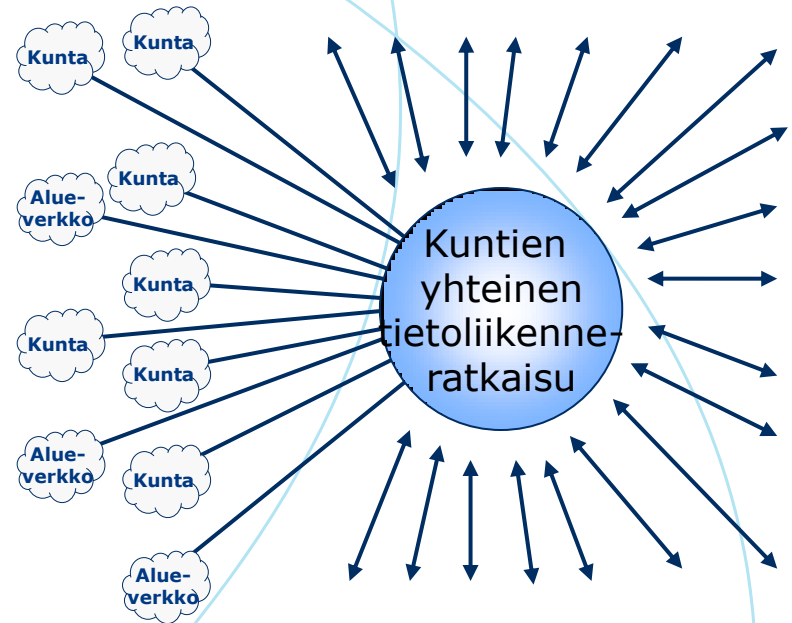 Kunta
Kunta
Kunta
Alue-
verkko
Kunta
Kunta
Kunta
Alue-
verkko
Kunta
Alue-
verkko
Kuntien
yhteinen
tietoliikenne-
ratkaisu